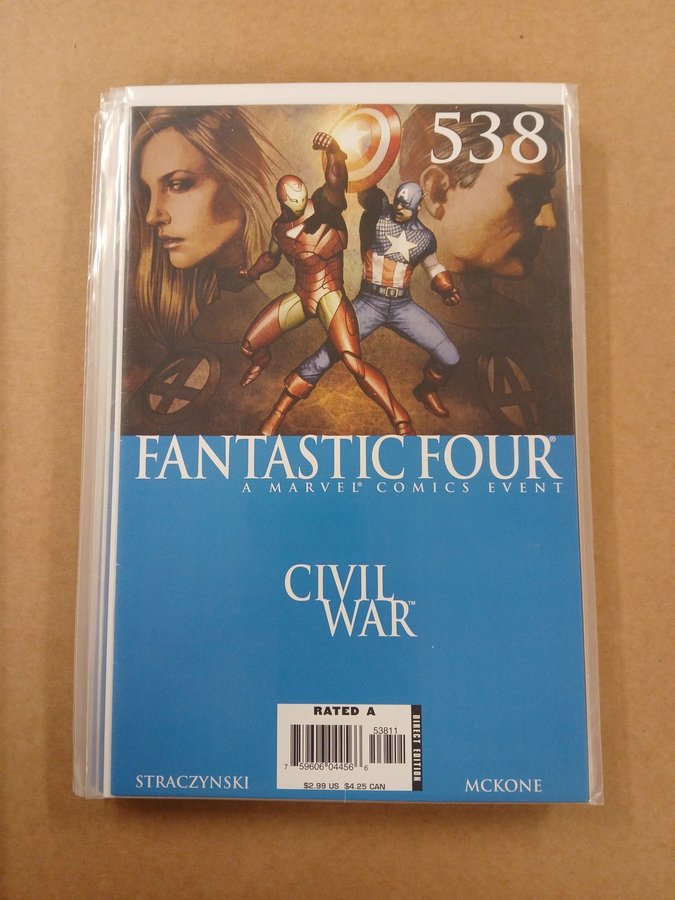 538
FANTASTIC FOUR®
A MARVEL® COMICS EVENT
CIVIL
WAR™
RATED A
53811
7 59606 04456 6
DIRECT EDITION
$2.99 US $4.25 CAN
STRACZYNSKI
MCKONE